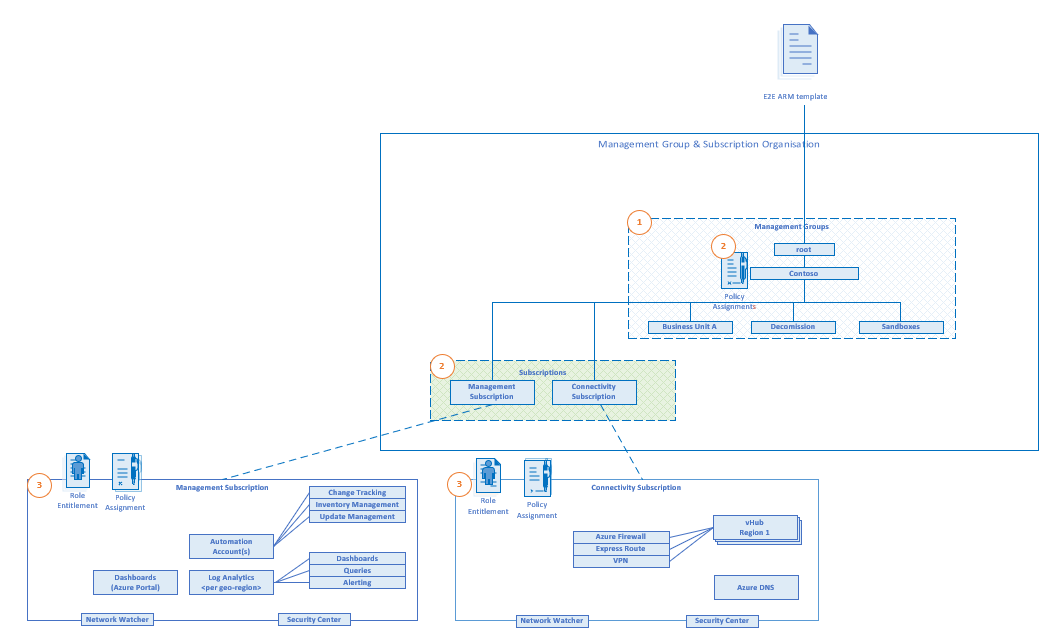 E2E ARM template
Management Group & Subscription Organisation
1
Management Groups
2
root
Contoso
Policy
Assignments
Business Unit A
Decomission
Sandboxes
2
Subscriptions
Management
Subscription
Connectivity
Subscription
3
Role
Entitlement
Policy
Assignment
Management Subscription
Change Tracking
Inventory Management
Update Management
Automation
Account(s)
Dashboards
Queries
Alerting
Dashboards
(Azure Portal)
Log Analytics
<per geo-region>
Network Watcher
Security Center
3
Role
Entitlement
Policy
Assignment
Connectivity Subscription
vHub
Region 1
Azure Firewall
Express Route
VPN
Azure DNS
Network Watcher
Security Center